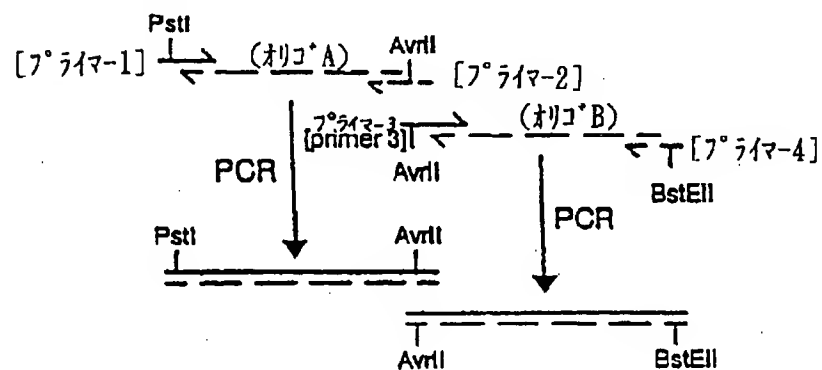 PstI
[プライマー1] (オリゴA) AvrII
[プライマー2]
プライマー3 (オリゴB)
[primer 3] [プライマー4]
PCR AvrII BstEII
PstI AvrII PCR
AvrII BstEII